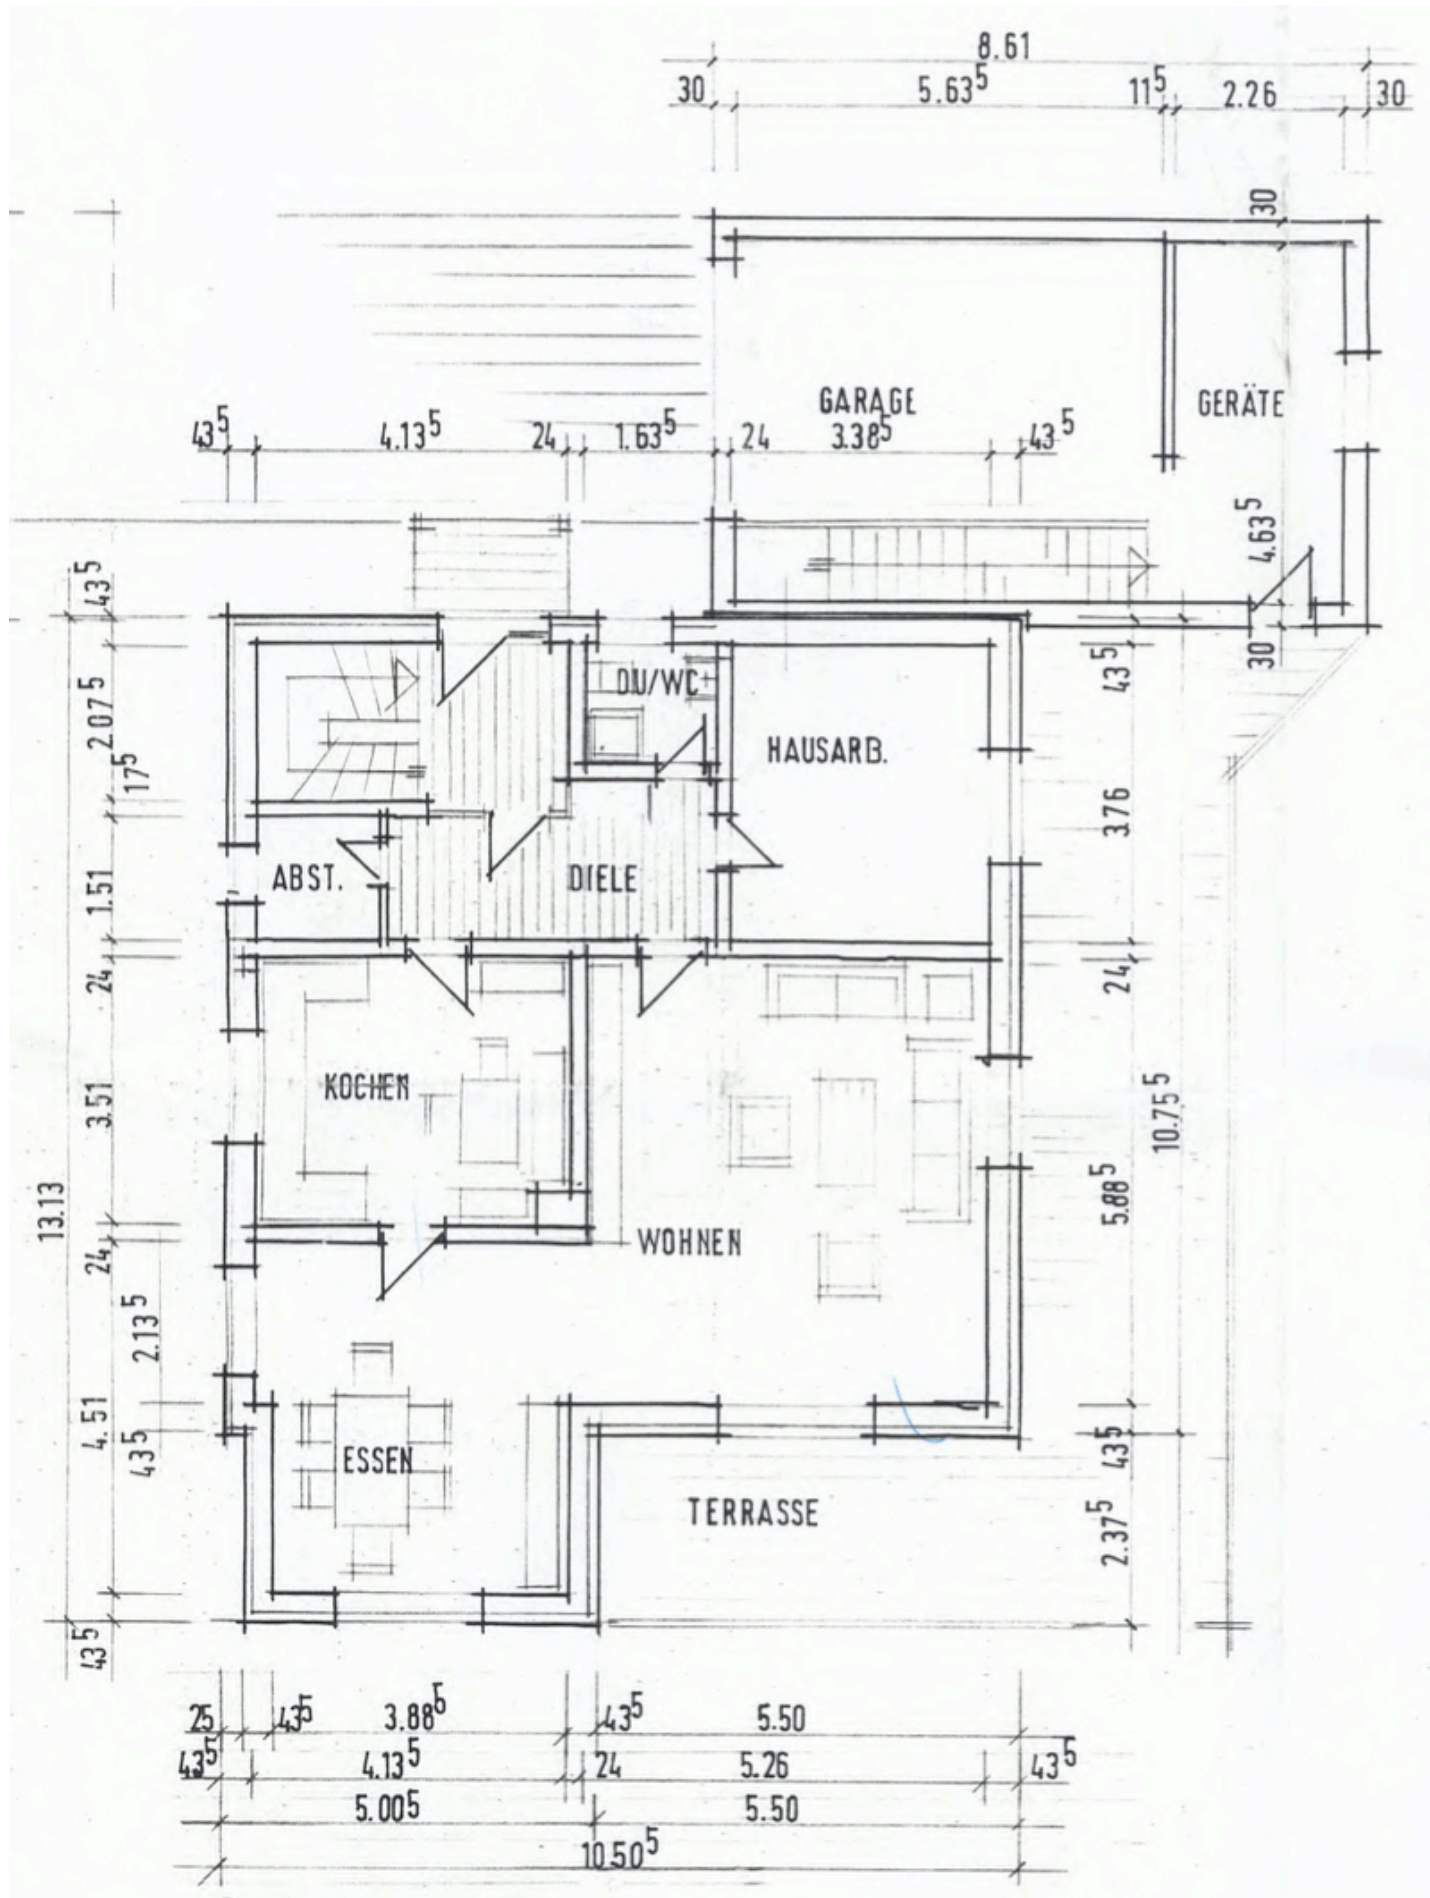 8.61
30 5.63⁵ 11⁵ 2.26 30
30
GARAGE GERÄTE
43⁵ 4.13⁵ 24 1.63⁵ 24 3.38⁵ 43⁵
4.63⁵
43⁵
30
DU/WC
43⁵
2.07⁵
HAUSARB.
17⁵
3.76
ABST. DIELE
1.51
24
24
KOCHEN
3.51
10.75⁵
13.13
5.88⁵
WOHNEN
24
2.13⁵
4.51
43⁵
43⁵
ESSEN
TERRASSE
2.37⁵
43⁵
25 43⁵ 3.88⁵ 43⁵ 5.50
43⁵ 4.13⁵ 24 5.26 43⁵
5.00⁵ 5.50
10.50⁵